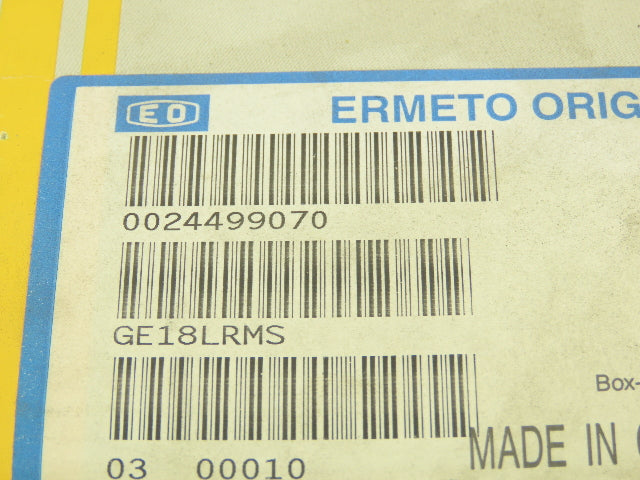 EO
ERMETO ORIG
0024499070
GE18LRMS
Box-
03 00010
MADE IN